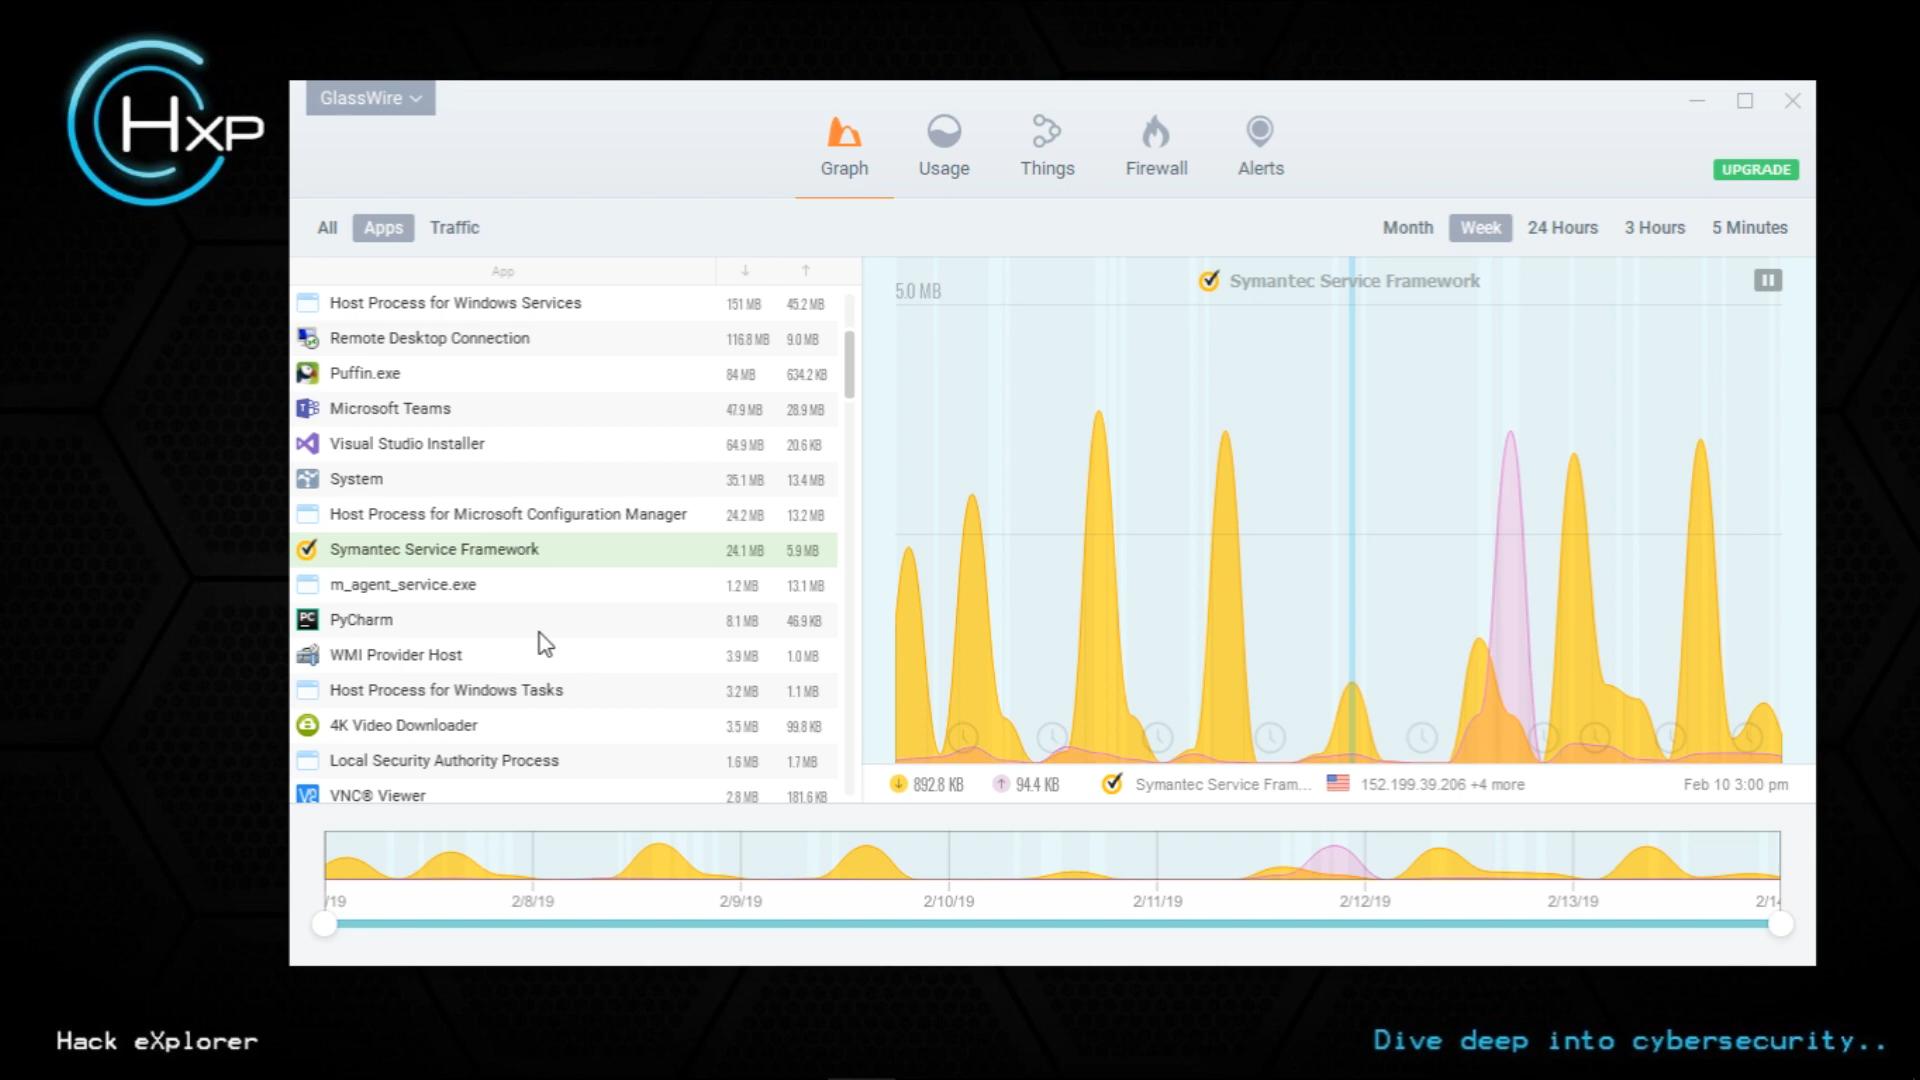 HXP
GlassWire
Graph
Usage
Things
Firewall
Alerts
UPGRADE
All Apps Traffic
Month Week 24 Hours 3 Hours 5 Minutes
App ↓ ↑
Host Process for Windows Services 151 MB 45.2 MB
Remote Desktop Connection 116.8 MB 9.0 MB
Puffin.exe 84 MB 634.2 KB
Microsoft Teams 47.9 MB 28.9 MB
Visual Studio Installer 64.9 MB 20.6 KB
System 35.1 MB 13.4 MB
Host Process for Microsoft Configuration Manager 24.2 MB 13.2 MB
Symantec Service Framework 24.1 MB 5.9 MB
m_agent_service.exe 1.2 MB 13.1 MB
PyCharm 8.1 MB 46.9 KB
WMI Provider Host 3.9 MB 1.0 MB
Host Process for Windows Tasks 3.2 MB 1.1 MB
4K Video Downloader 3.5 MB 99.8 KB
Local Security Authority Process 1.6 MB 1.7 MB
VNC® Viewer 2.8 MB 181.6 KB
5.0 MB
Symantec Service Framework
↓ 892.8 KB ↑ 94.4 KB Symantec Service Fram... 152.199.39.206 +4 more Feb 10 3:00 pm
/19 2/8/19 2/9/19 2/10/19 2/11/19 2/12/19 2/13/19 2/14
Hack eXplorer
Dive deep into cybersecurity..